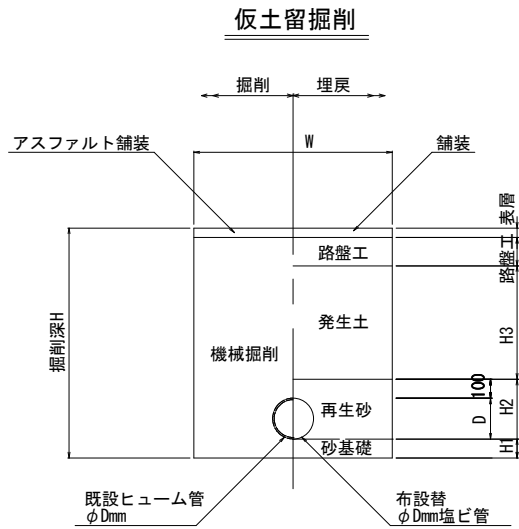 仮土留掘削
掘削
埋戻
アスファルト舗装
W
舗装
表層
路盤工
路盤工
掘削深H
発生土
H3
機械掘削
100
再生砂
D
H2
砂基礎
H1
既設ヒューム管
φDmm
布設替
φDmm塩ビ管